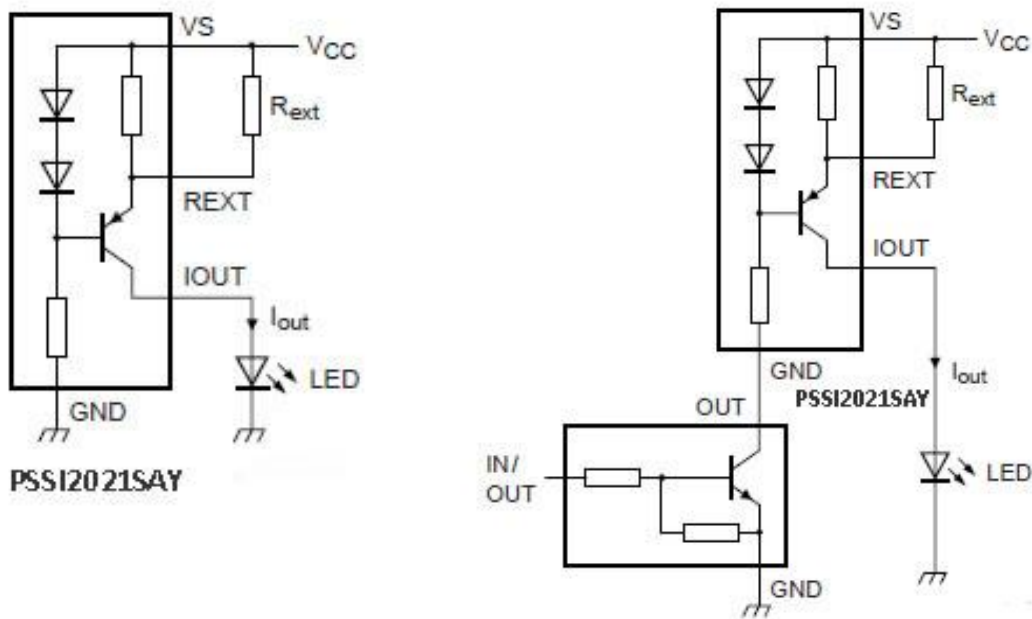 VS
VCC
Rext
REXT
IOUT
Iout
LED
GND
PSSI2021SAY
VS
VCC
Rext
REXT
IOUT
GND
Iout
PSSI2021SAY
OUT
IN/
OUT
LED
GND